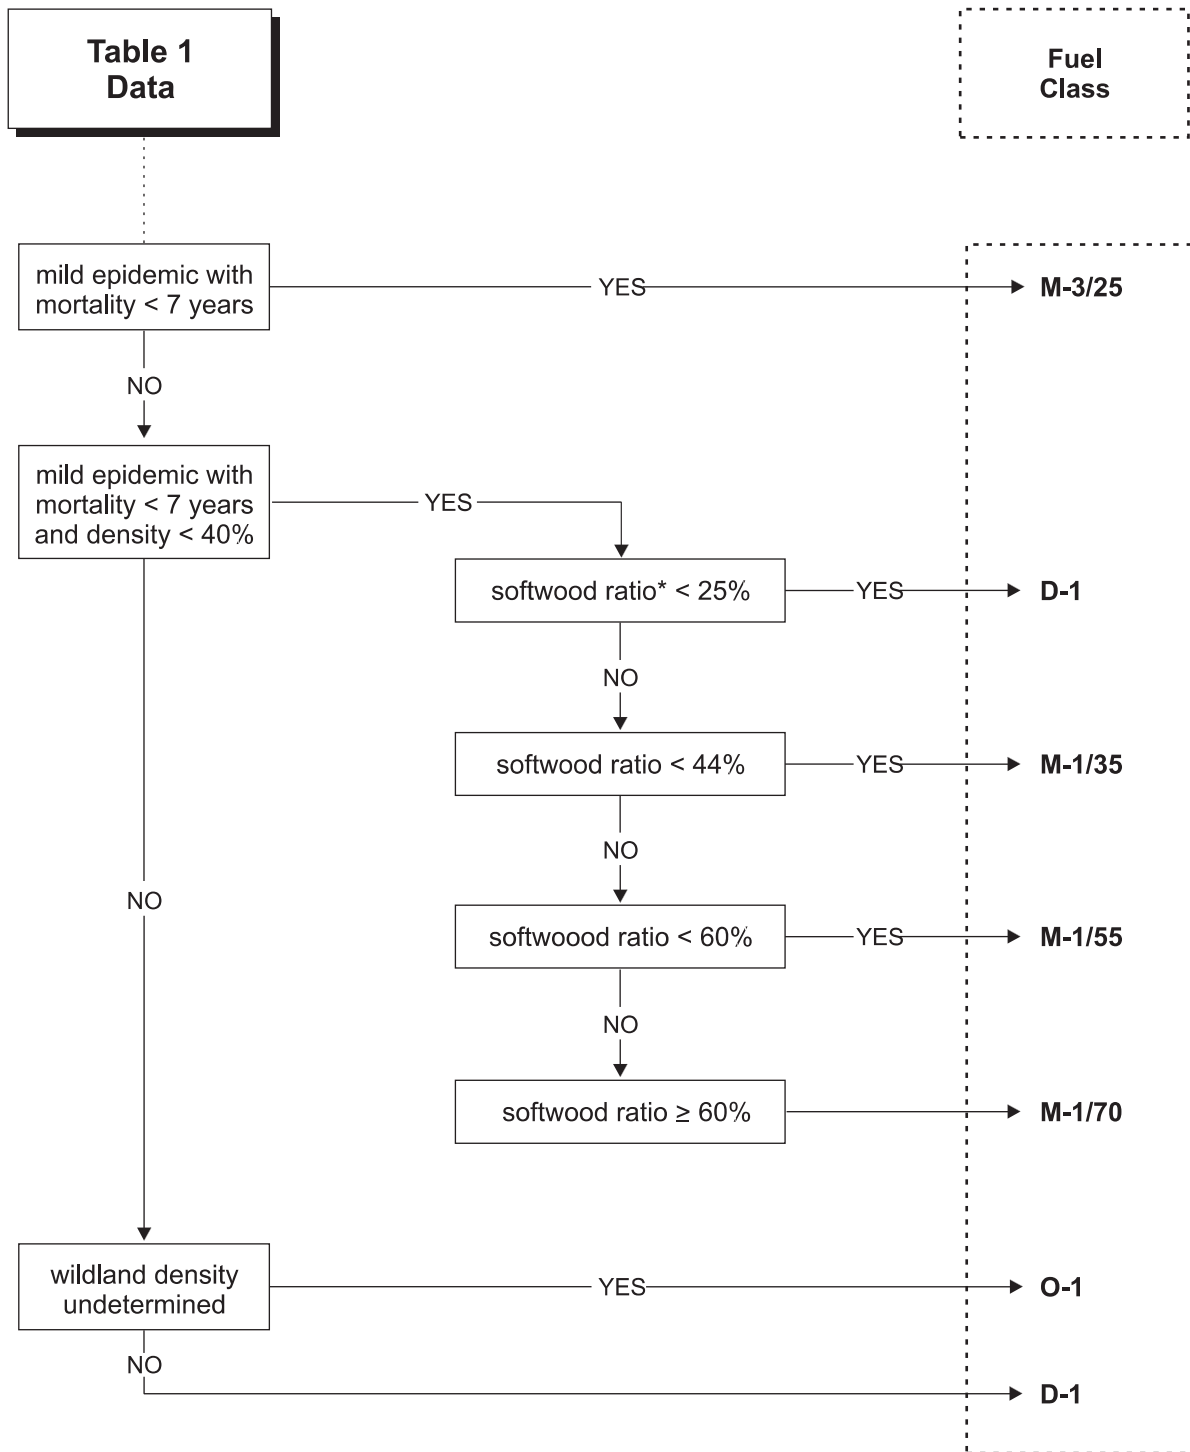 Table 1
Data
Fuel
Class
mild epidemic with
mortality < 7 years
YES
M-3/25
NO
mild epidemic with
mortality < 7 years
and density < 40%
YES
softwood ratio* < 25%
YES
D-1
NO
softwood ratio < 44%
YES
M-1/35
NO
NO
softwoood ratio < 60%
YES
M-1/55
NO
softwood ratio ≥ 60%
M-1/70
wildland density
undetermined
YES
O-1
NO
D-1